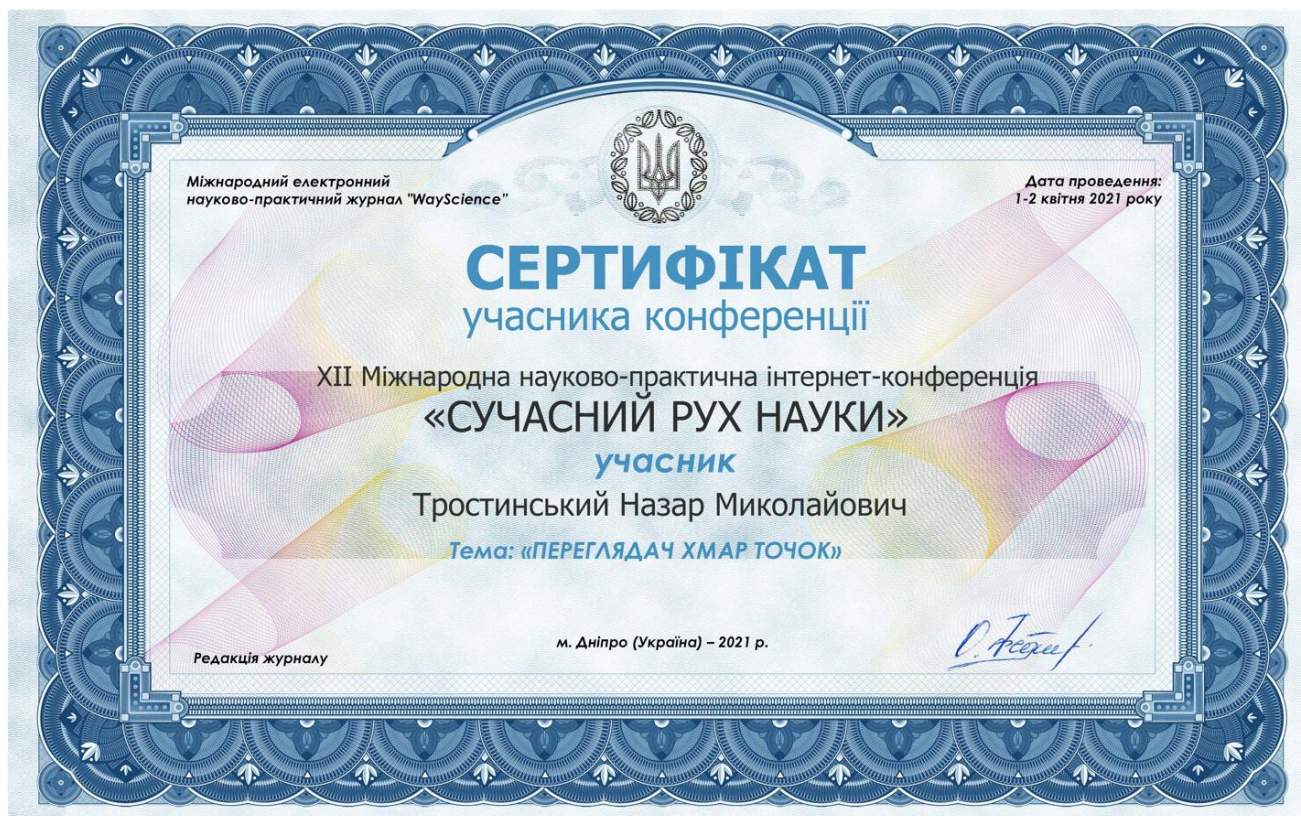 Міжнародний електронний
науково-практичний журнал "WayScience"
Дата проведення:
1-2 квітня 2021 року
СЕРТИФІКАТ
учасника конференції
XII Міжнародна науково-практична інтернет-конференція
«СУЧАСНИЙ РУХ НАУКИ»
учасник
Тростинський Назар Миколайович
Тема: «ПЕРЕГЛЯДАЧ ХМАР ТОЧОК»
м. Дніпро (Україна) – 2021 р.
Редакція журналу